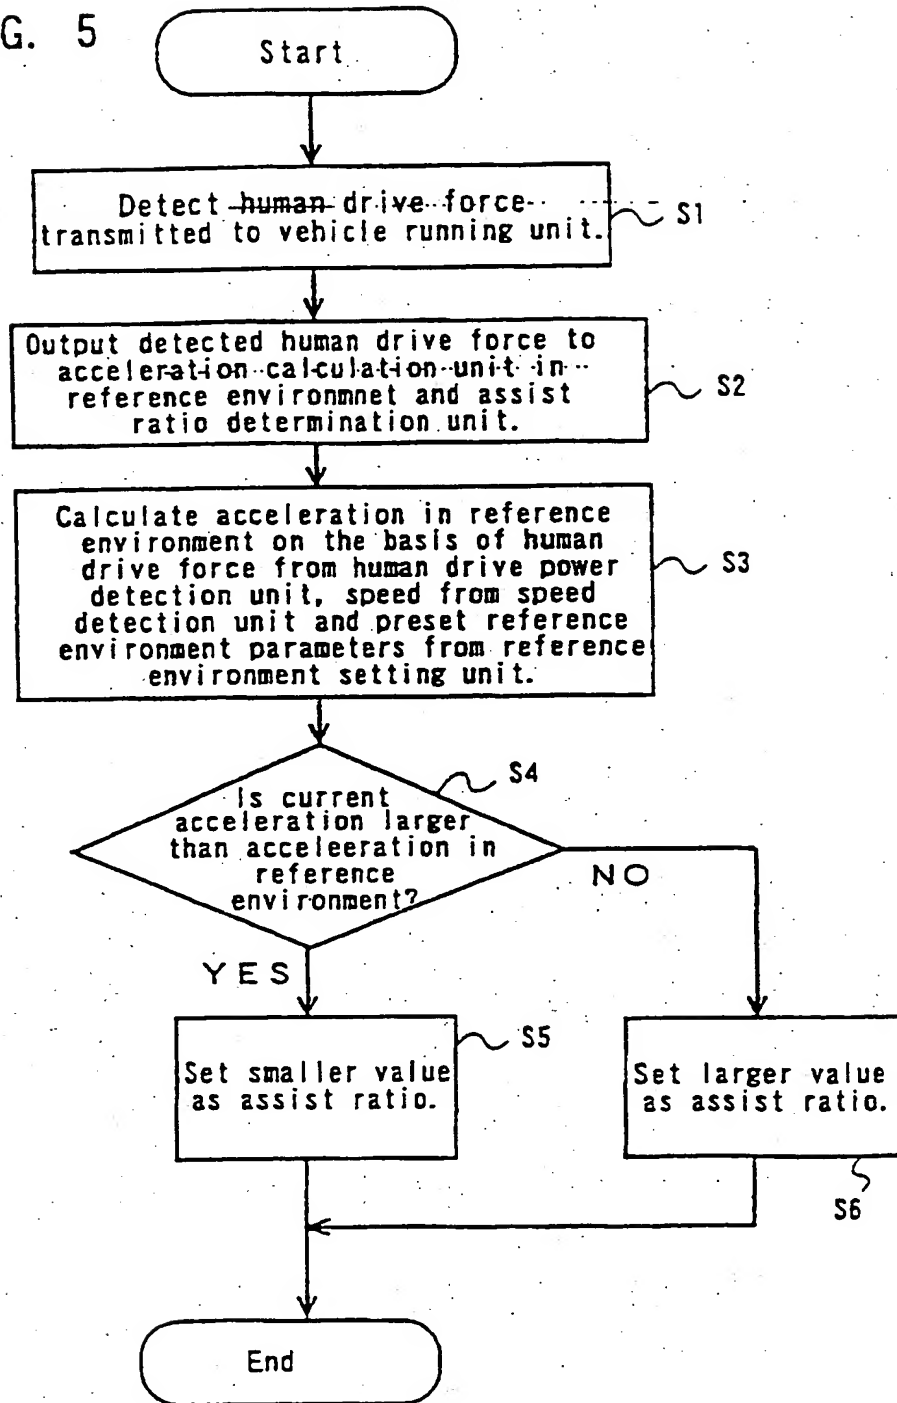 G. 5
Start
Detect human drive force
transmitted to vehicle running unit.
S1
Output detected human drive force to
acceleration calculation unit in
reference environmnet and assist
ratio determination unit.
S2
Calculate acceleration in reference
environment on the basis of human
drive force from human drive power
detection unit, speed from speed
detection unit and preset reference
environment parameters from reference
environment setting unit.
S3
S4
Is current
acceleration larger
than acceleeration in
reference
environment?
NO
YES
Set smaller value
as assist ratio.
S5
Set larger value
as assist ratio.
S6
End